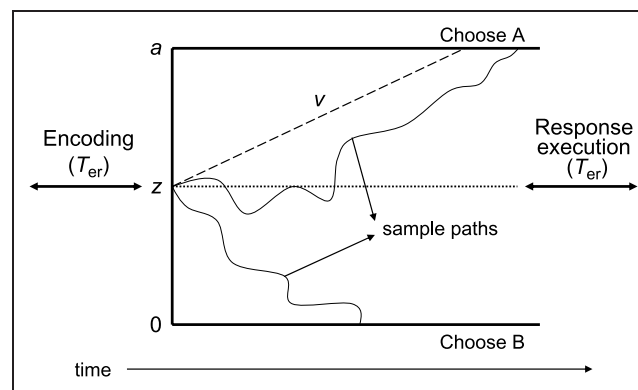 Choose A
a
v
Encoding
(Ter)
Response
execution
(Ter)
z
sample paths
0
Choose B
time